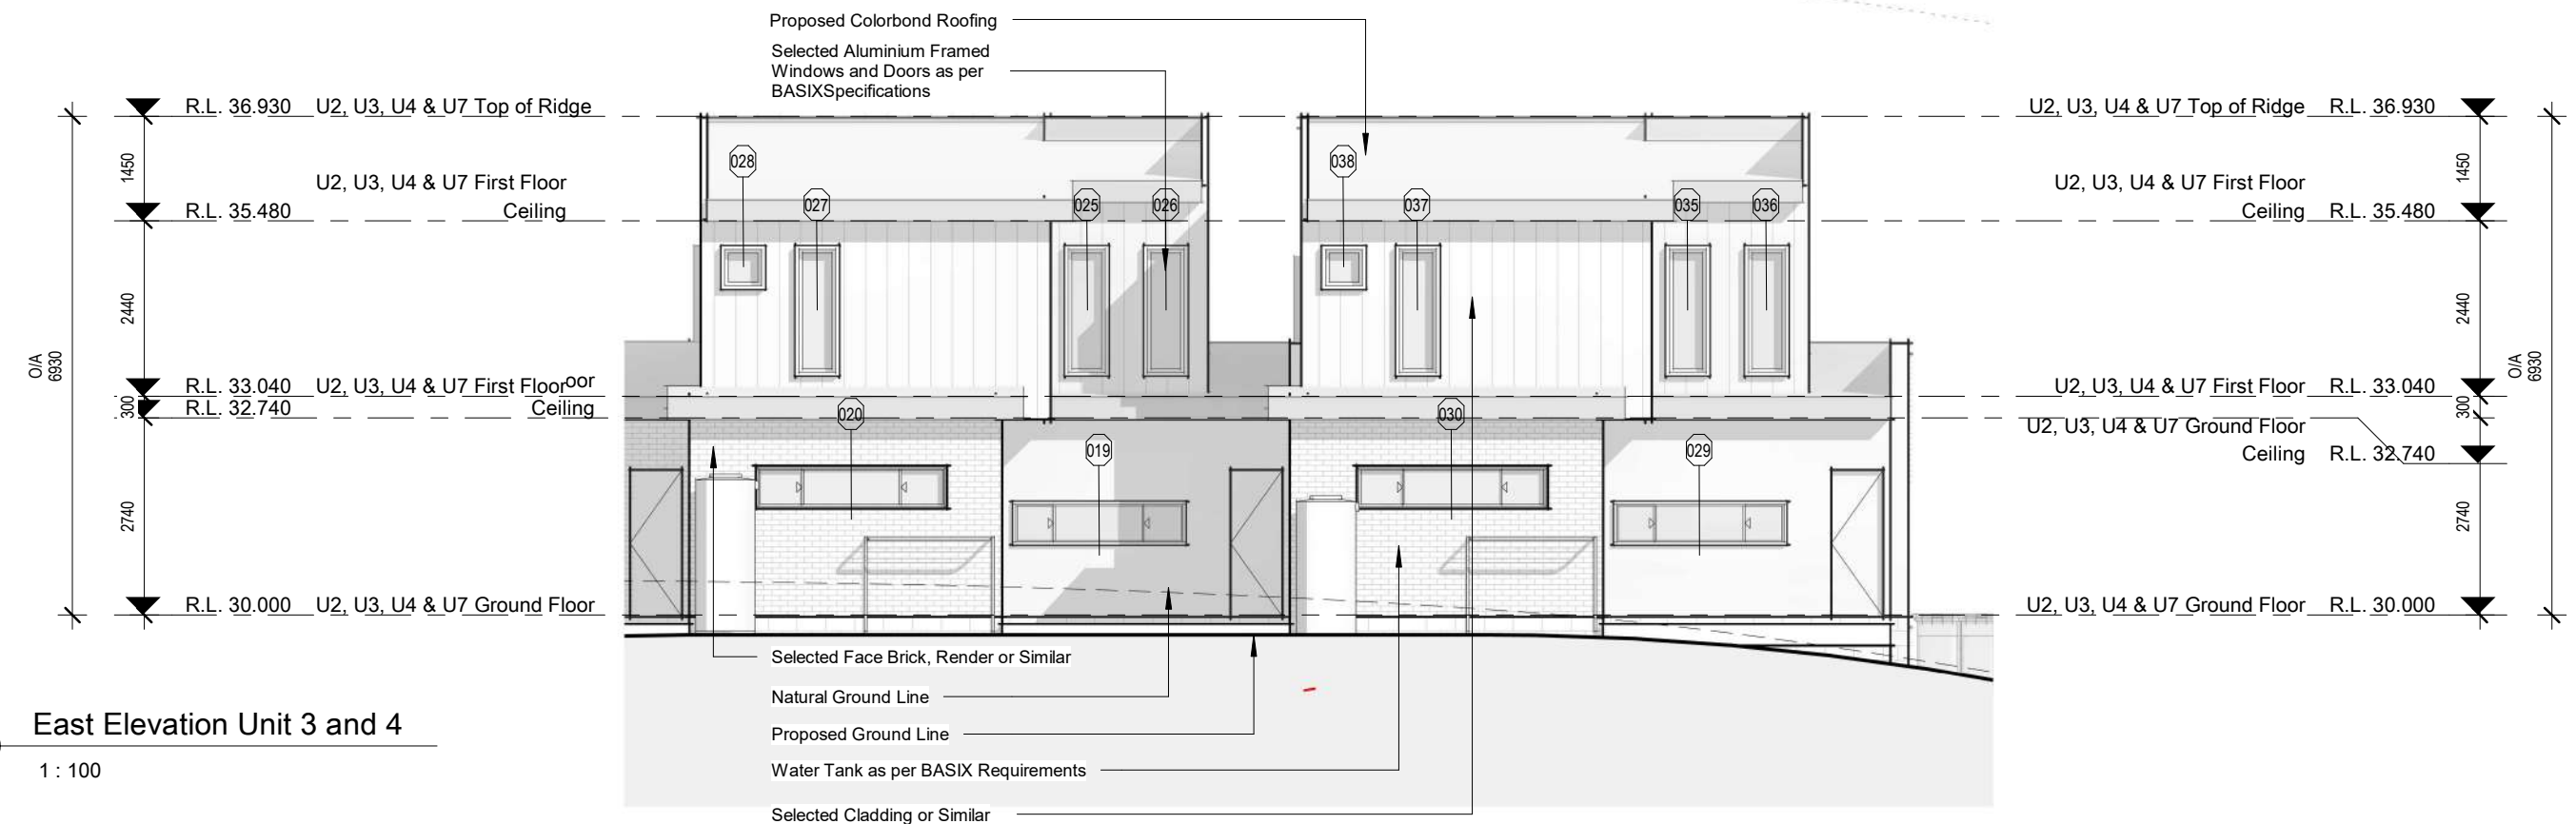 Proposed Colorbond Roofing
Selected Aluminium Framed
Windows and Doors as per
BASIXSpecifications
R.L. 36.930 U2, U3, U4 & U7 Top of Ridge
U2, U3, U4 & U7 Top of Ridge R.L. 36.930
1450
1450
U2, U3, U4 & U7 First Floor
Ceiling
R.L. 35.480
U2, U3, U4 & U7 First Floor
Ceiling R.L. 35.480
028
027
025
026
038
037
035
036
2440
2440
O/A
6930
O/A
6930
R.L. 33.040 U2, U3, U4 & U7 First Floor
oor
R.L. 32.740
Ceiling
U2, U3, U4 & U7 First Floor R.L. 33.040
300
300
U2, U3, U4 & U7 Ground Floor
Ceiling R.L. 32.740
020
019
030
029
2740
2740
R.L. 30.000 U2, U3, U4 & U7 Ground Floor
U2, U3, U4 & U7 Ground Floor R.L. 30.000
Selected Face Brick, Render or Similar
Natural Ground Line
Proposed Ground Line
Water Tank as per BASIX Requirements
Selected Cladding or Similar
East Elevation Unit 3 and 4
1 : 100